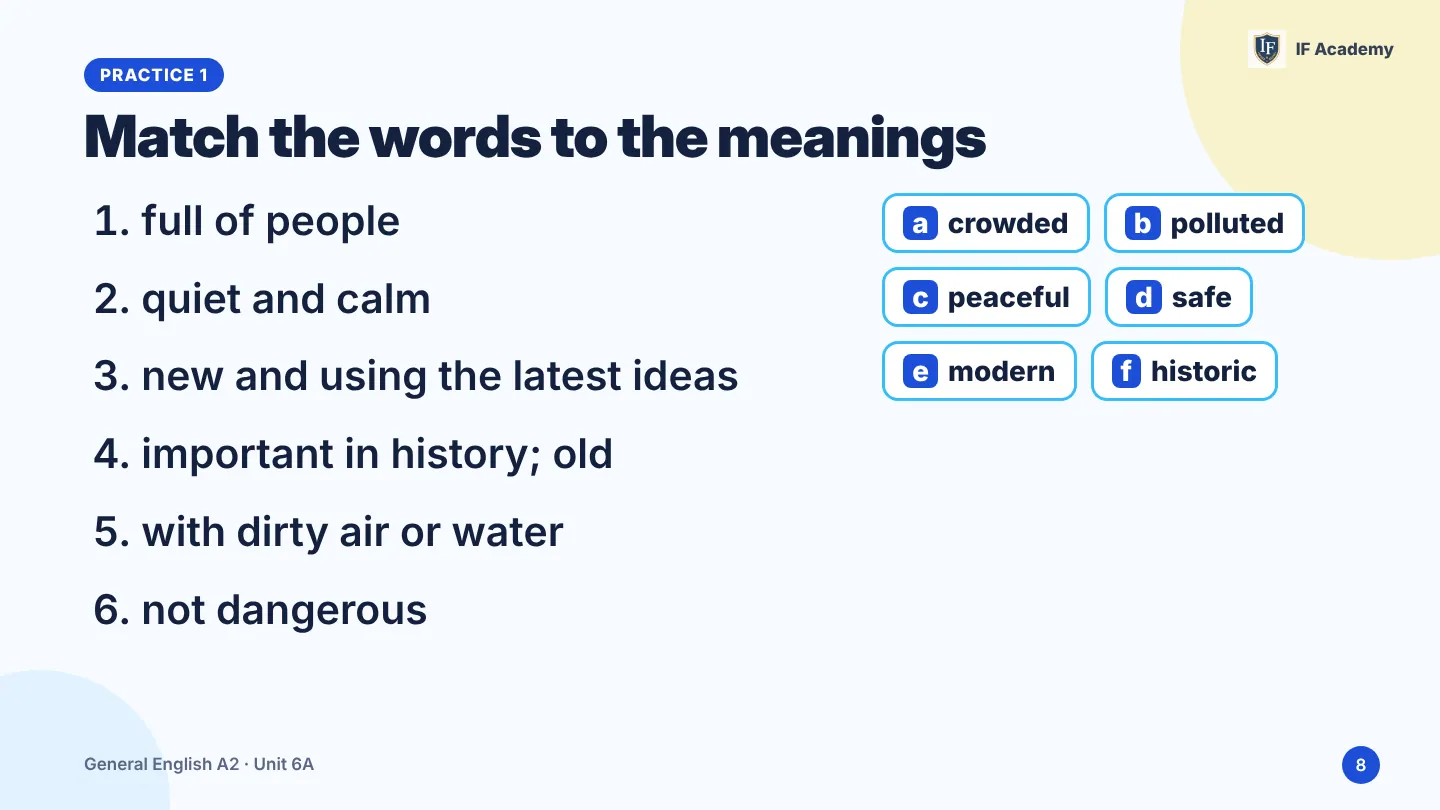 IF
IF Academy
PRACTICE 1
Match the words to the meanings
1. full of people
2. quiet and calm
3. new and using the latest ideas
4. important in history; old
5. with dirty air or water
6. not dangerous
a crowded
b polluted
c peaceful
d safe
e modern
f historic
General English A2 · Unit 6A
8